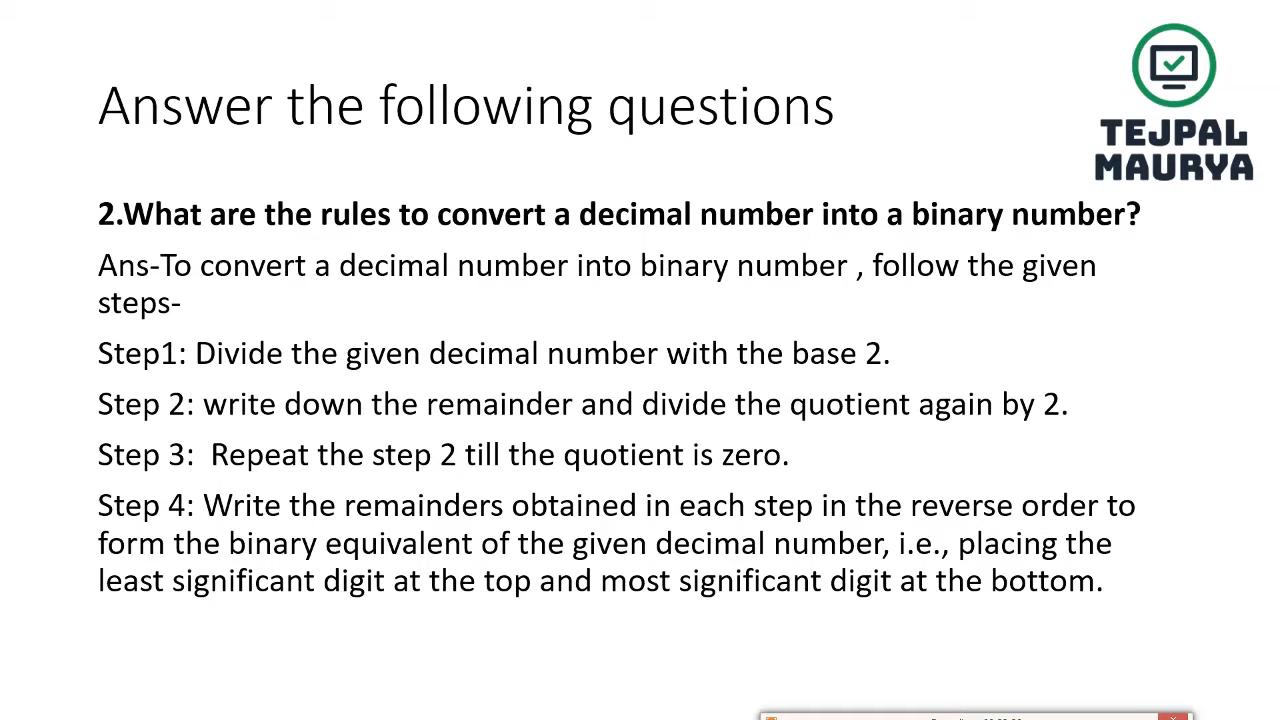 Answer the following questions
TEJPAL
MAURYA
2.What are the rules to convert a decimal number into a binary number?
Ans-To convert a decimal number into binary number , follow the given
steps-
Step1: Divide the given decimal number with the base 2.
Step 2: write down the remainder and divide the quotient again by 2.
Step 3:  Repeat the step 2 till the quotient is zero.
Step 4: Write the remainders obtained in each step in the reverse order to
form the binary equivalent of the given decimal number, i.e., placing the
least significant digit at the top and most significant digit at the bottom.